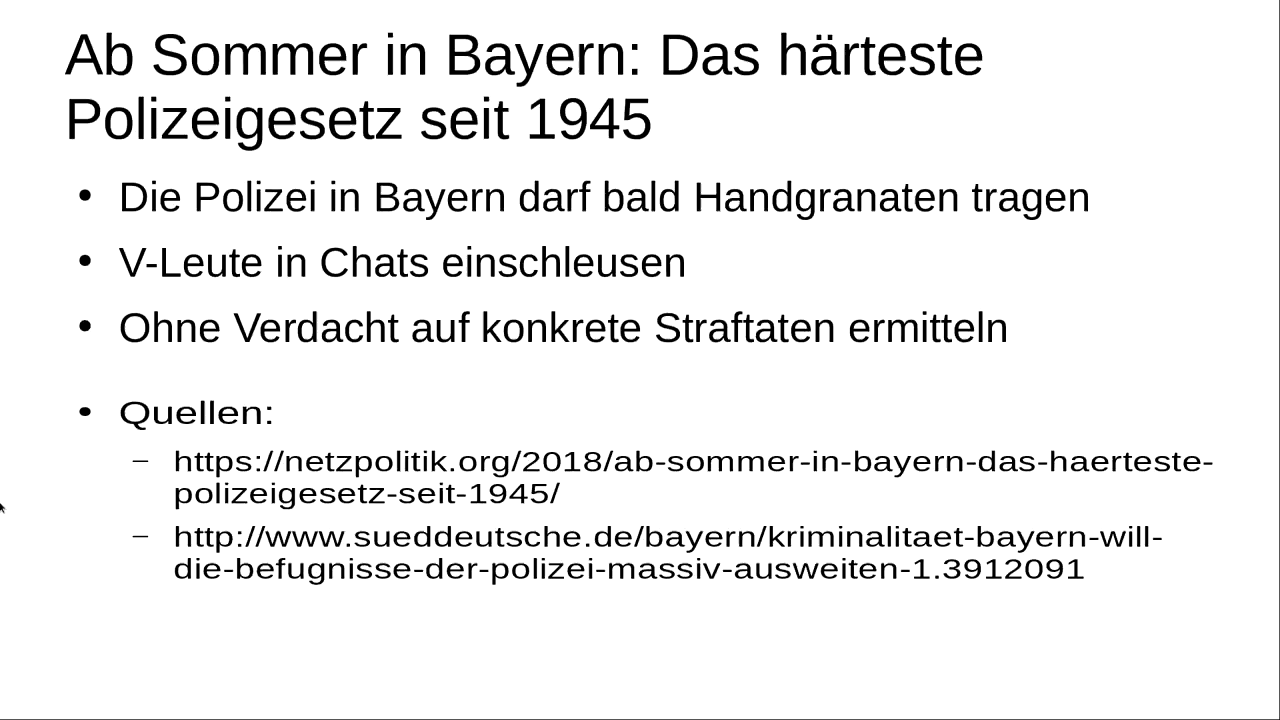 Ab Sommer in Bayern: Das härteste
Polizeigesetz seit 1945
• Die Polizei in Bayern darf bald Handgranaten tragen
• V-Leute in Chats einschleusen
• Ohne Verdacht auf konkrete Straftaten ermitteln
• Quellen:
– https://netzpolitik.org/2018/ab-sommer-in-bayern-das-haerteste-
polizeigesetz-seit-1945/
– http://www.sueddeutsche.de/bayern/kriminalitaet-bayern-will-
die-befugnisse-der-polizei-massiv-ausweiten-1.3912091